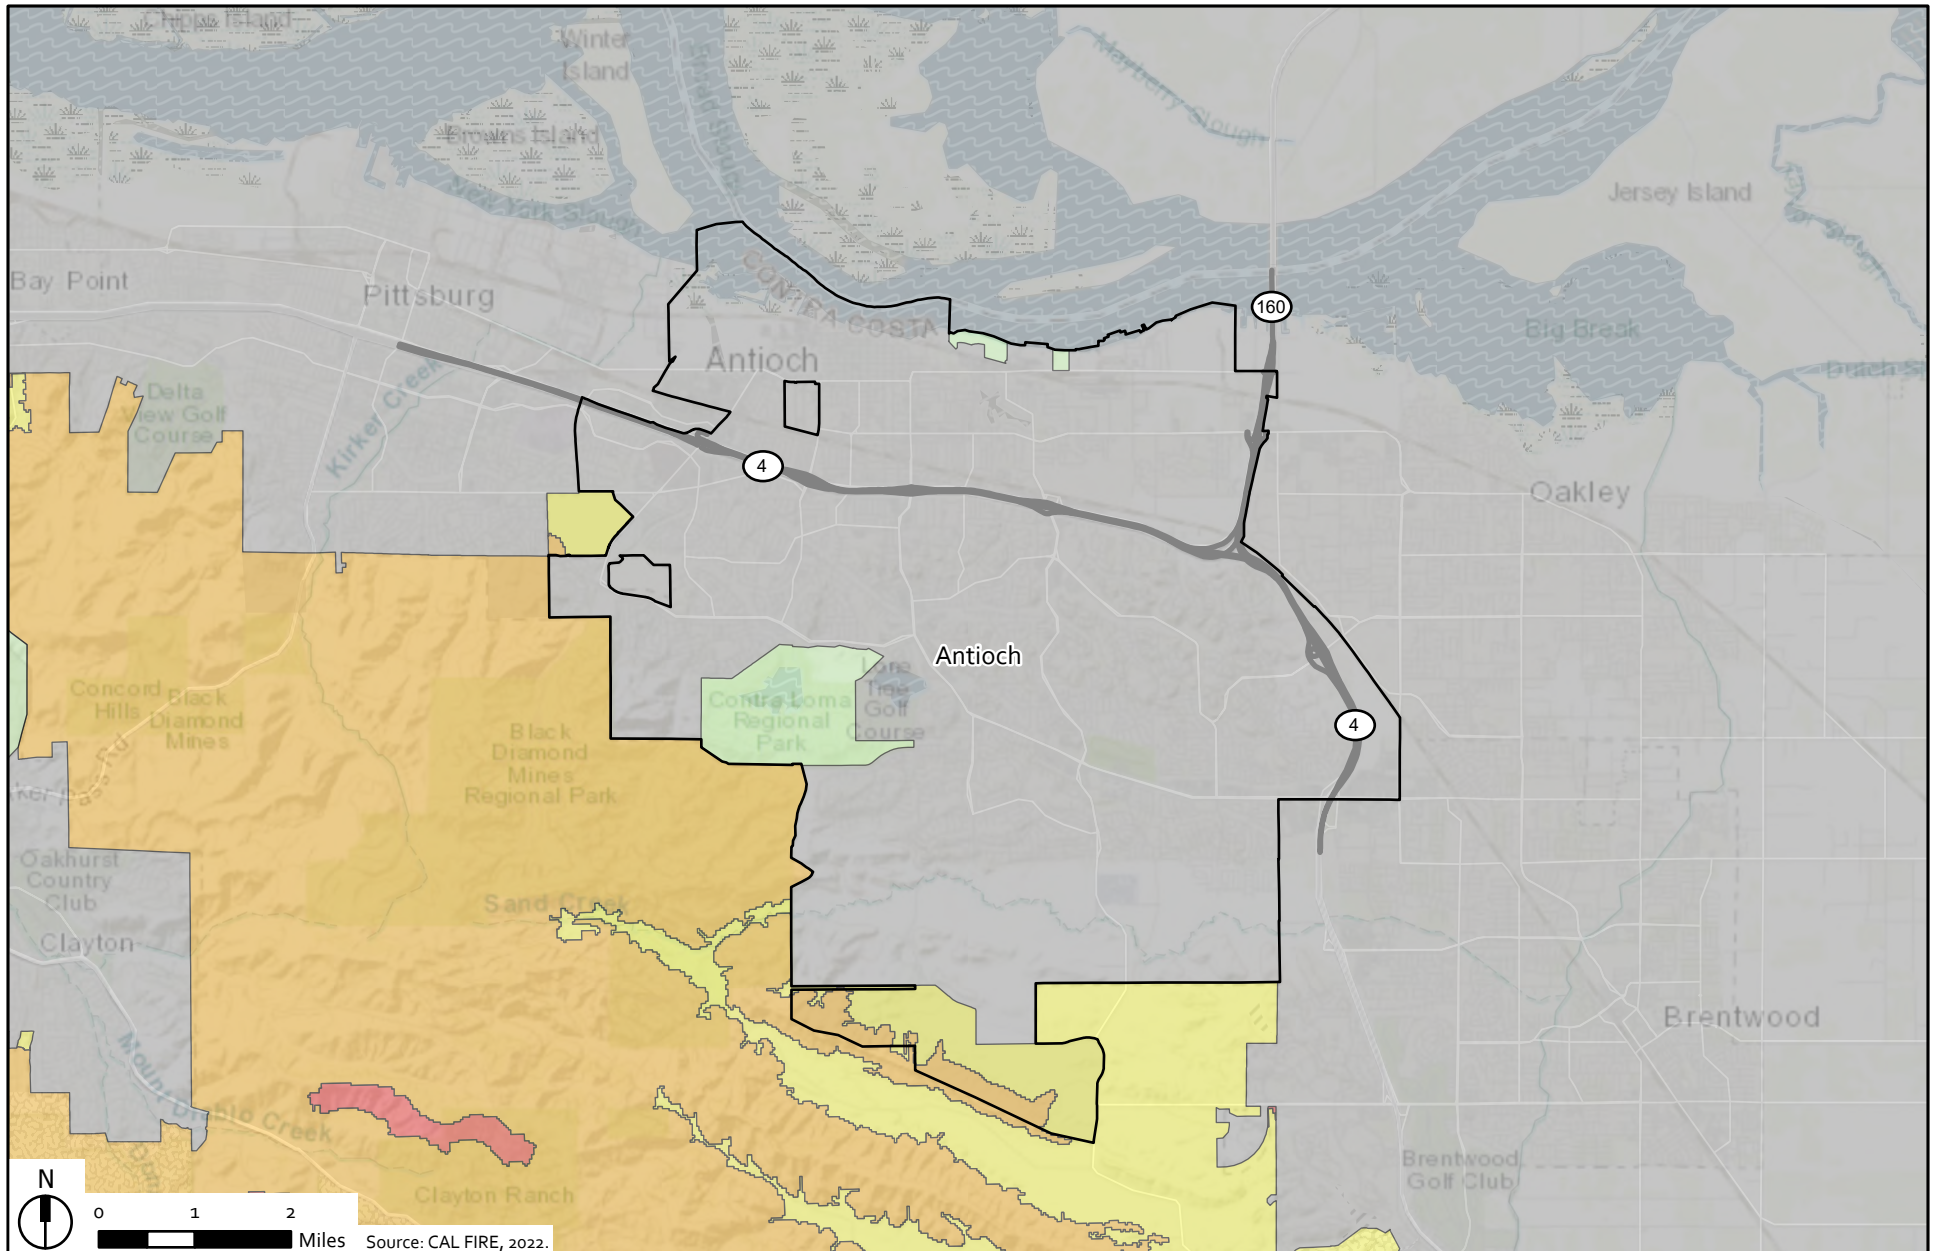 Chipps Island
Winter
Island
Mayberry Slough
Browns Island
New York Slough
Jersey Island
Bay Point
Pittsburg
CONTRA COSTA
160
Big Break
Antioch
Dutch Sl
Delta
View Golf
Course
Kirker Creek
4
Oakley
Antioch
Lone
Tree
Golf
Course
Contra Loma
Regional
Park
Concord
Hills
Black
Diamond
Mines
Black
Diamond
Mines
Regional Park
4
ker Pass Rd
Oakhurst
Country
Club
Sand Creek
Clayton
Brentwood
Mount Diablo Creek
Brentwood
Golf Club
Clayton Ranch
N
0 1 2
Miles
Source: CAL FIRE, 2022.